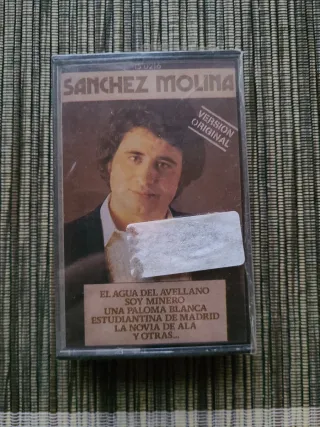 SANCHEZ MOLINA
VERSION
ORIGINAL
EL AGUA DEL AVELLANO
SOY MINERO
UNA PALOMA BLANCA
ESTUDIANTINA DE MADRID
LA NOVIA DE ALA
Y OTRAS...